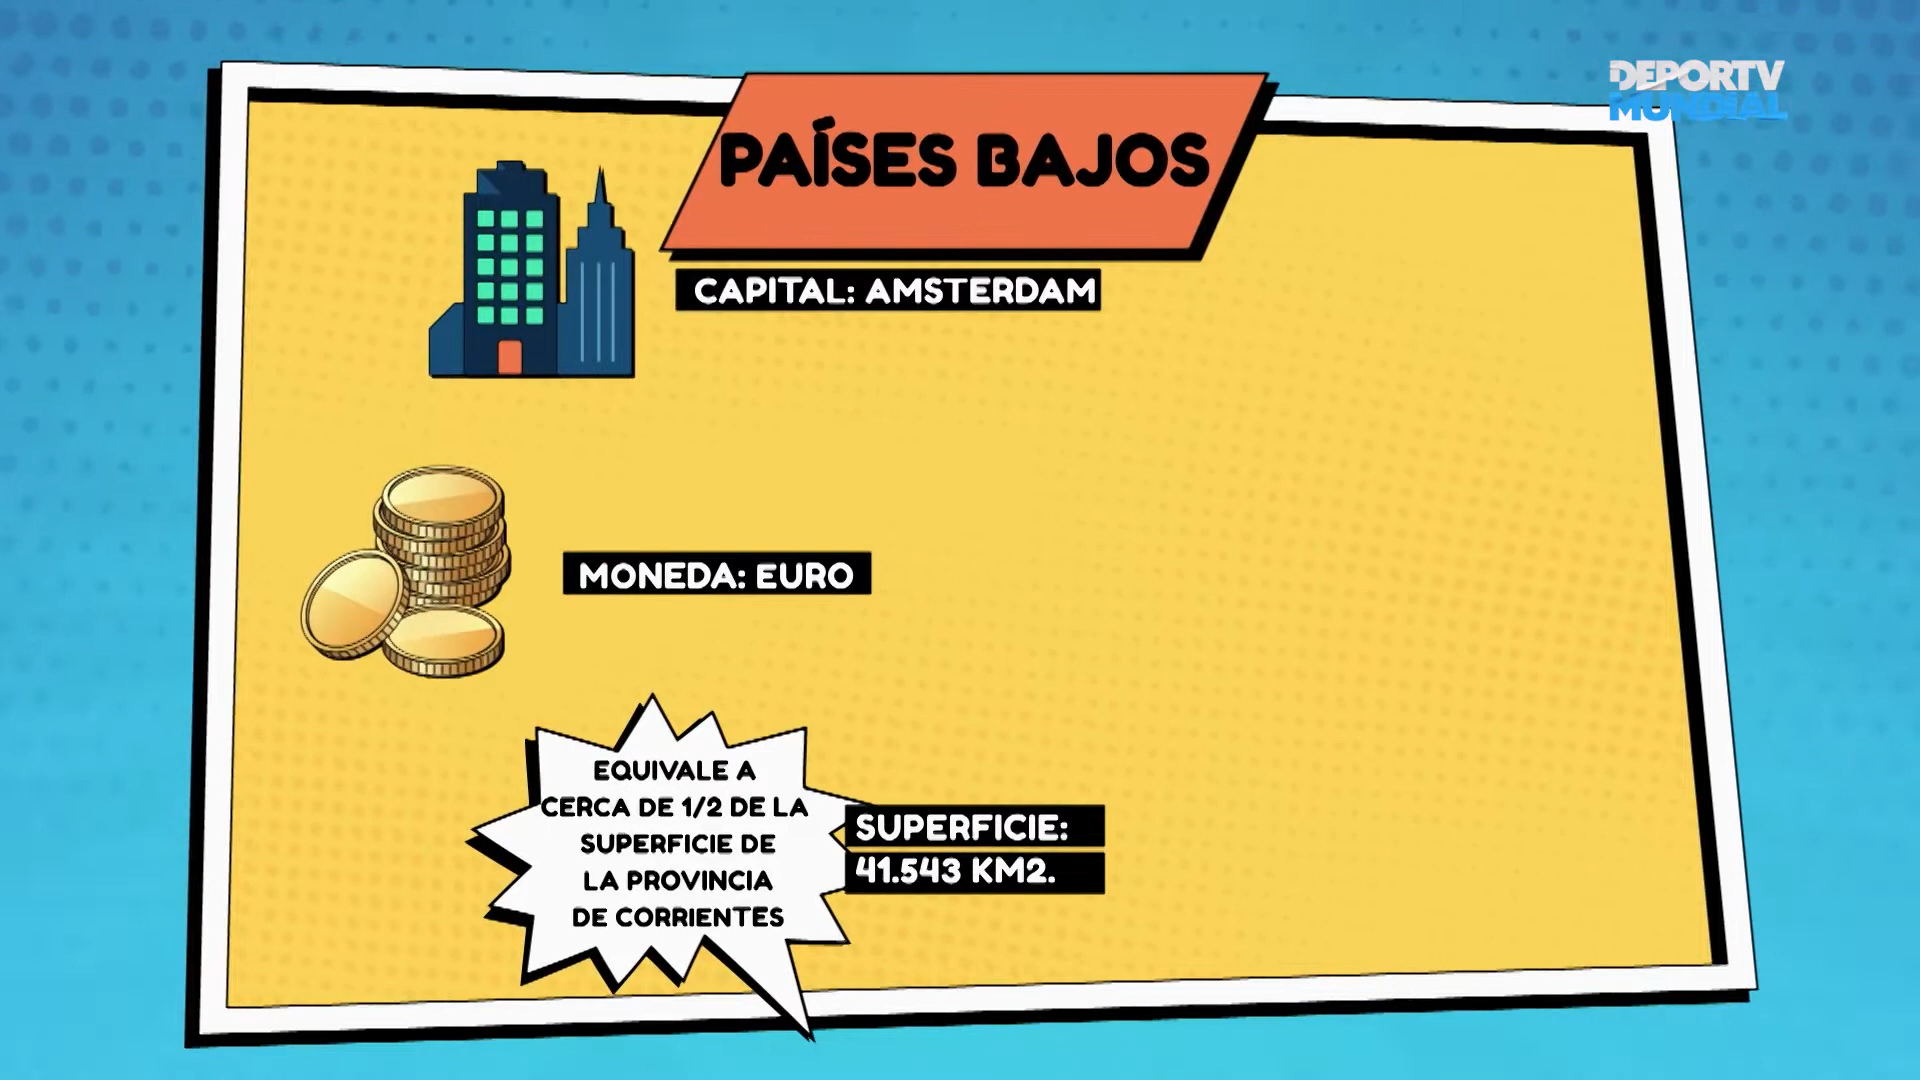 DEPORTV
MUNDIAL
PAÍSES BAJOS
CAPITAL: AMSTERDAM
MONEDA: EURO
EQUIVALE A
CERCA DE 1/2 DE LA
SUPERFICIE DE
LA PROVINCIA
DE CORRIENTES
SUPERFICIE:
41.543 KM2.